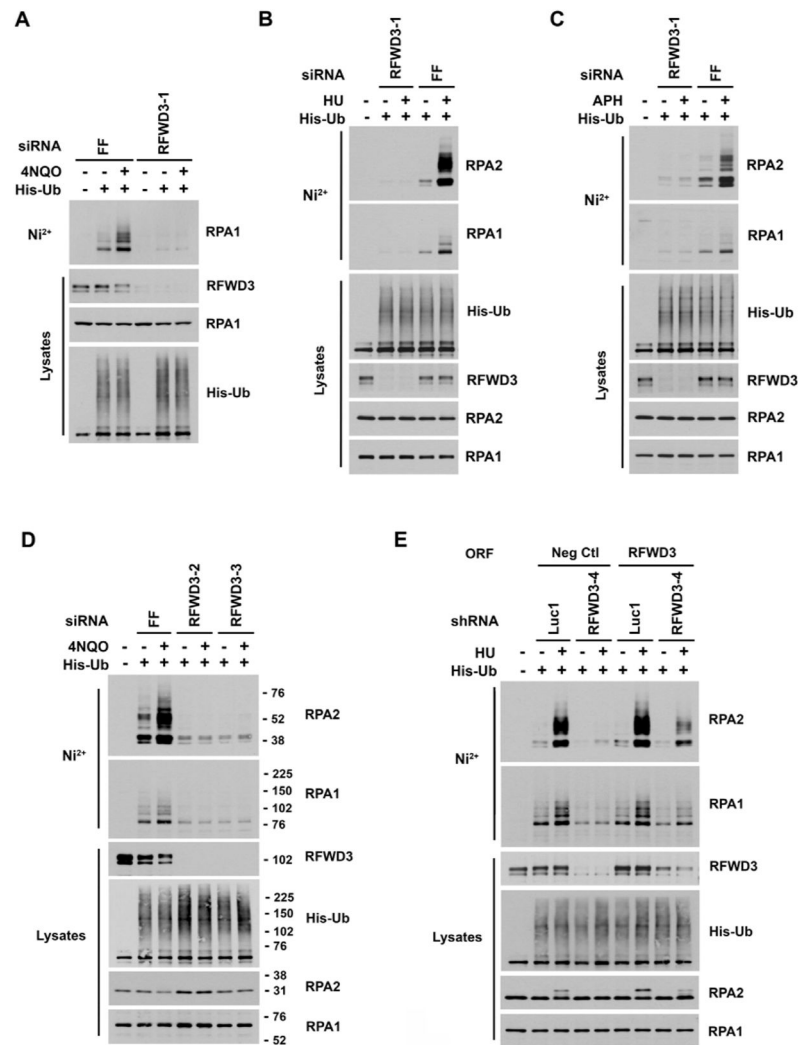 A
siRNA FF RFWD3-1
4NQO - - + - - +
His-Ub - + + - + +
Ni2+ RPA1
Lysates
RFWD3
RPA1
His-Ub
B
siRNA RFWD3-1 FF
HU - - + - +
His-Ub - + + + +
Ni2+
RPA2
RPA1
Lysates
His-Ub
RFWD3
RPA2
RPA1
C
siRNA RFWD3-1 FF
APH - - + - +
His-Ub - + + + +
Ni2+
RPA2
RPA1
Lysates
His-Ub
RFWD3
RPA2
RPA1
D
siRNA FF RFWD3-2 RFWD3-3
4NQO - - + - + - +
His-Ub - + + + + + +
Ni2+
- 76
- 52 RPA2
- 38
- 225
- 150 RPA1
- 102
- 76
Lysates
- 102 RFWD3
- 225
- 150 His-Ub
- 102
- 76
- 38
- 31 RPA2
- 76 RPA1
- 52
E
ORF Neg Ctl RFWD3
shRNA Luc1 RFWD3-4 Luc1 RFWD3-4
HU - - + - + - + - +
His-Ub - + + + + + + + +
Ni2+
RPA2
RPA1
Lysates
RFWD3
His-Ub
RPA2
RPA1